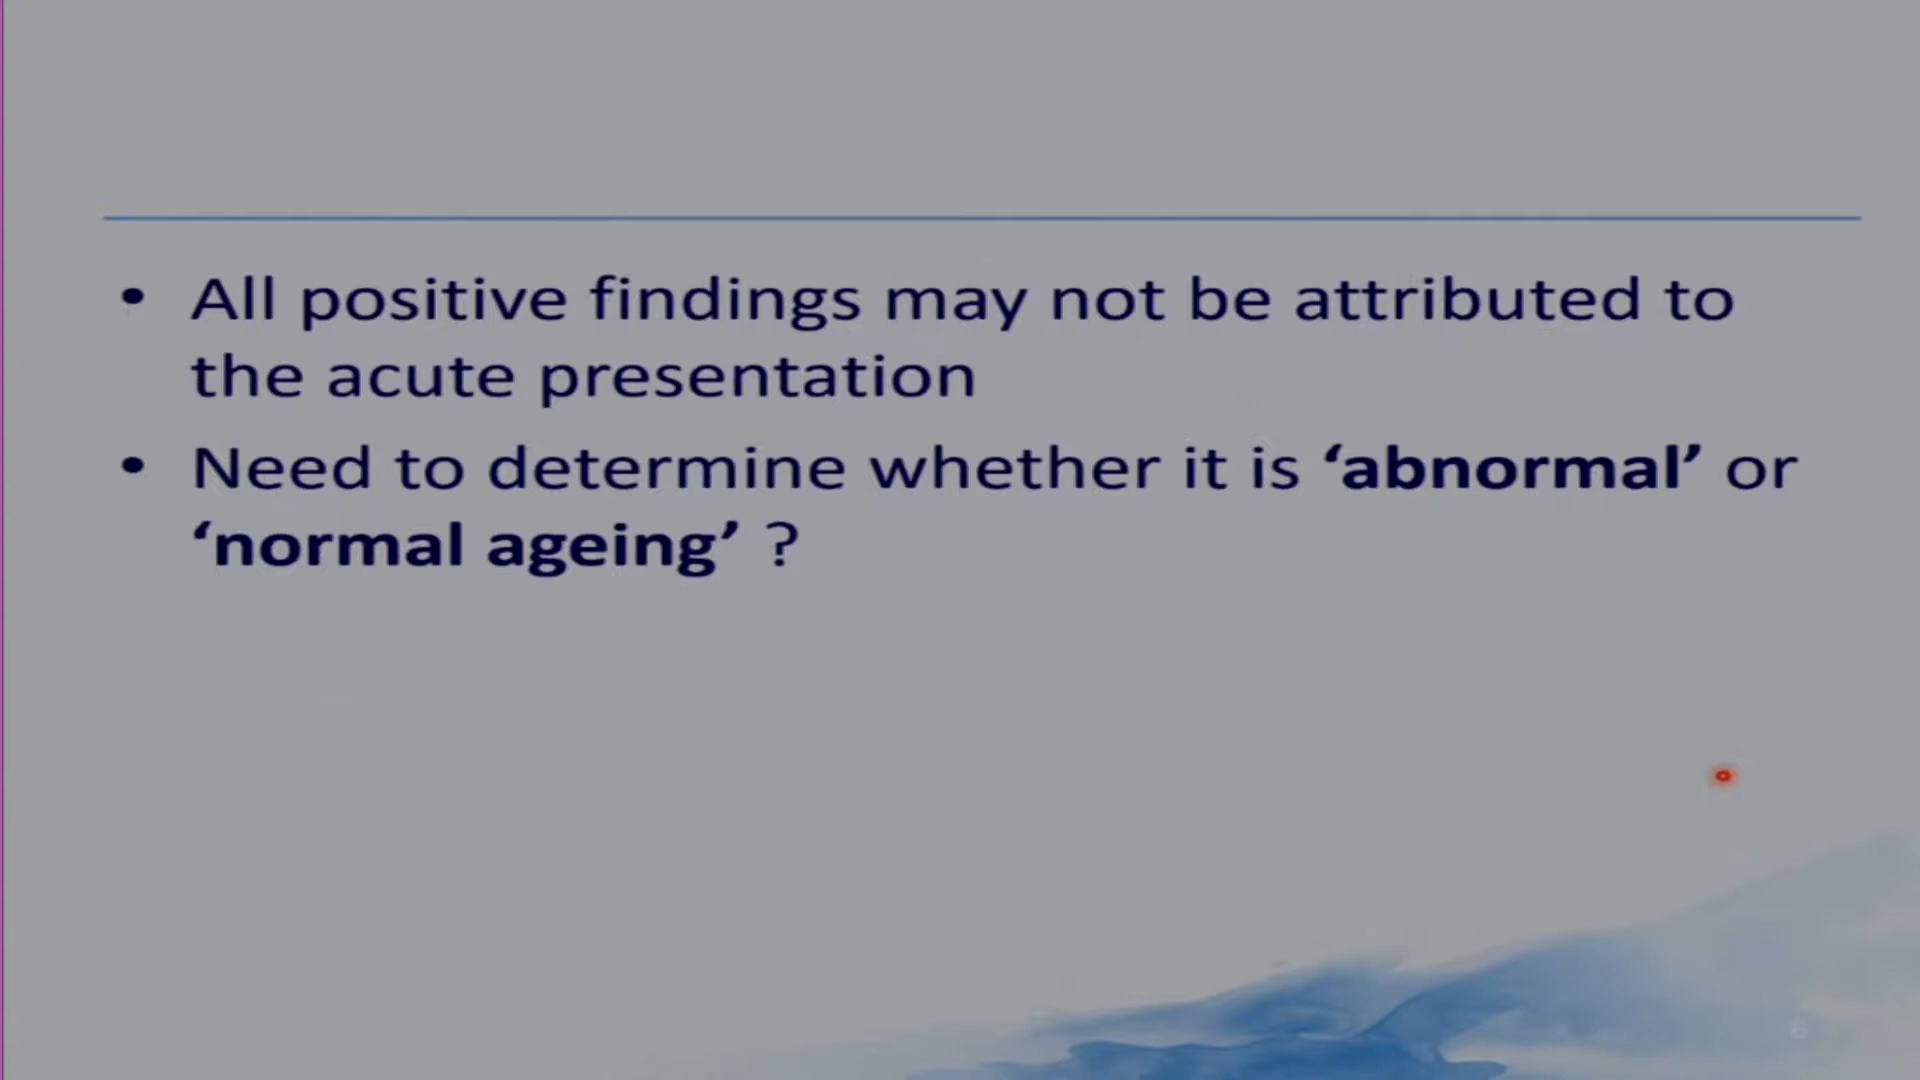 • All positive findings may not be attributed to
the acute presentation
• Need to determine whether it is ‘abnormal’ or
‘normal ageing’ ?
6